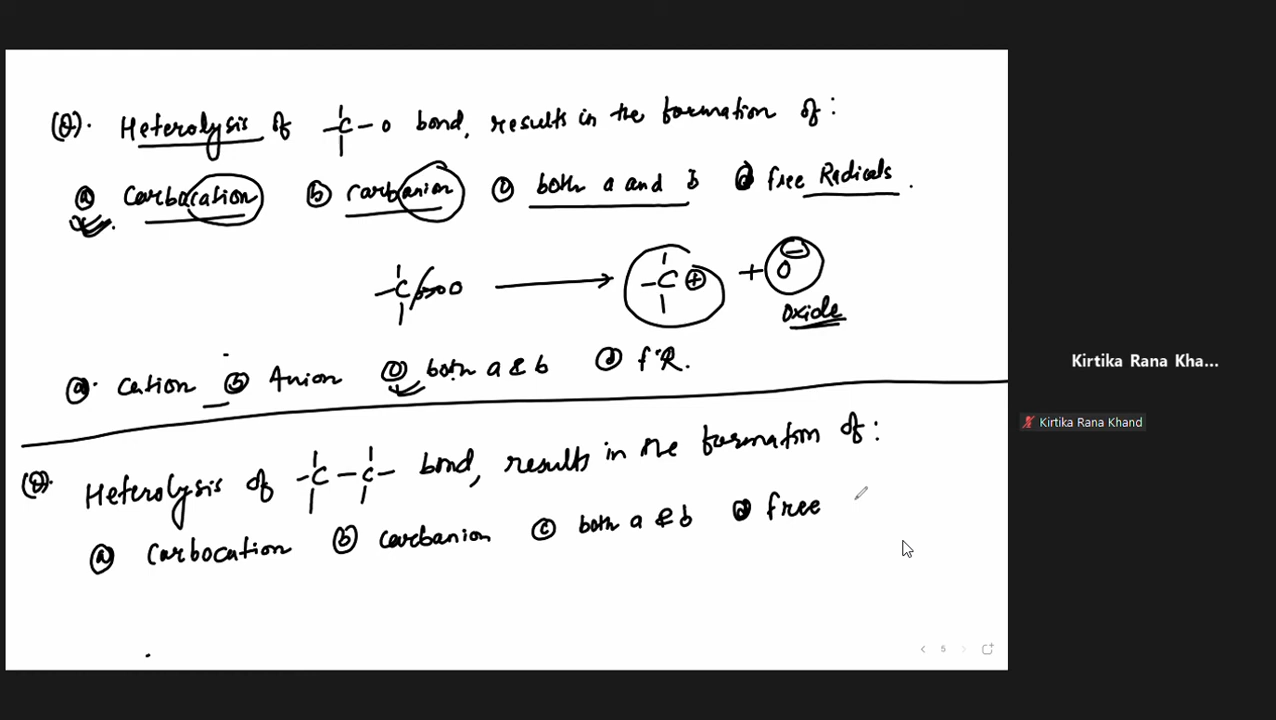 (Q). Heterolysis of -C-O bond, results in the formation of:
(a) Carbocation (b) Carbanion (c) both a and b (d) free Radicals.
-C-O → -C⊕ + O⊖
Oxide
(a). Cation (b) Anion (c) both a & b (d) F.R.
(Q). Heterolysis of -C-C- bond, results in the formation of:
(a) Carbocation (b) carbanion (c) both a & b (d) free
Kirtika Rana Kha...
Kirtika Rana Khand
5